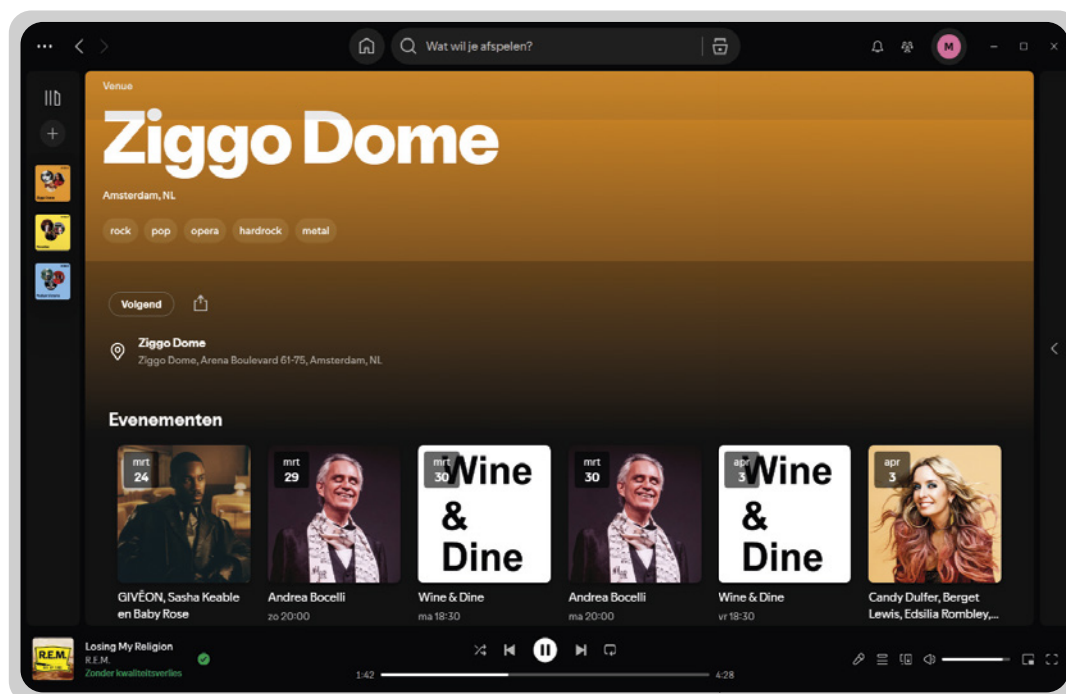 Wat wil je afspelen?
M
Venue
Ziggo Dome
Amsterdam, NL
rock pop opera hardrock metal
Volgend
Ziggo Dome
Ziggo Dome, Arena Boulevard 61-75, Amsterdam, NL
Evenementen
mrt
24
mrt
29
mrt
30
Wine
&
Dine
mrt
30
apr
3
Wine
&
Dine
apr
3
GIVĒON, Sasha Keable
en Baby Rose
Andrea Bocelli
zo 20:00
Wine & Dine
ma 18:30
Andrea Bocelli
ma 20:00
Wine & Dine
vr 18:30
Candy Dulfer, Berget
Lewis, Edsilia Rombley,...
R.E.M.
Losing My Religion
R.E.M.
Zonder kwaliteitsverlies
1:42
4:28